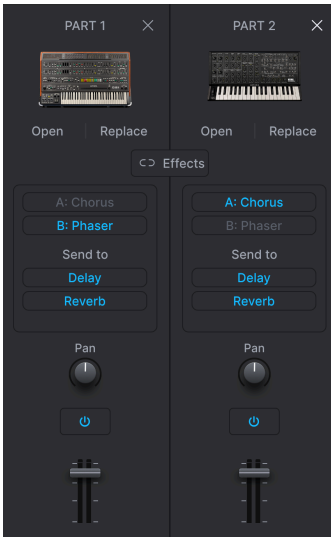 PART 1
PART 2
Open
Replace
Open
Replace
Effects
A: Chorus
B: Phaser
Send to
Delay
Reverb
A: Chorus
B: Phaser
Send to
Delay
Reverb
Pan
Pan